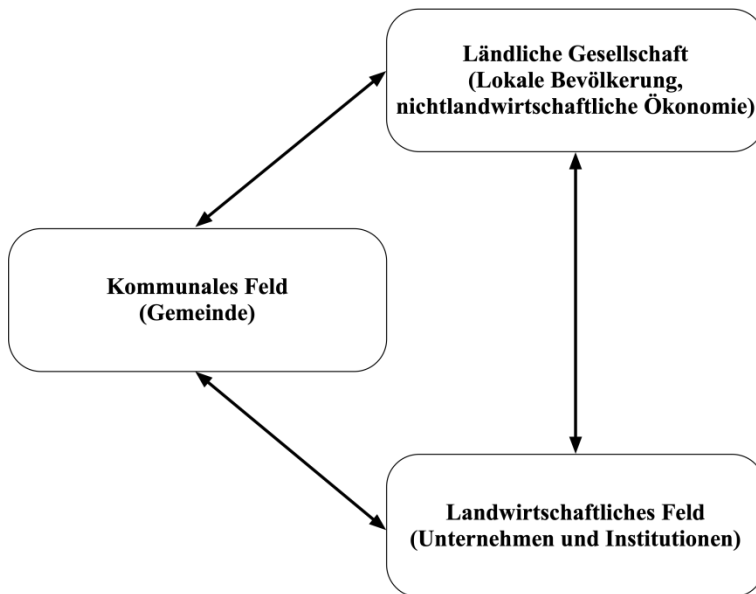 Ländliche Gesellschaft
(Lokale Bevölkerung,
nichtlandwirtschaftliche Ökonomie)
Kommunales Feld
(Gemeinde)
Landwirtschaftliches Feld
(Unternehmen und Institutionen)